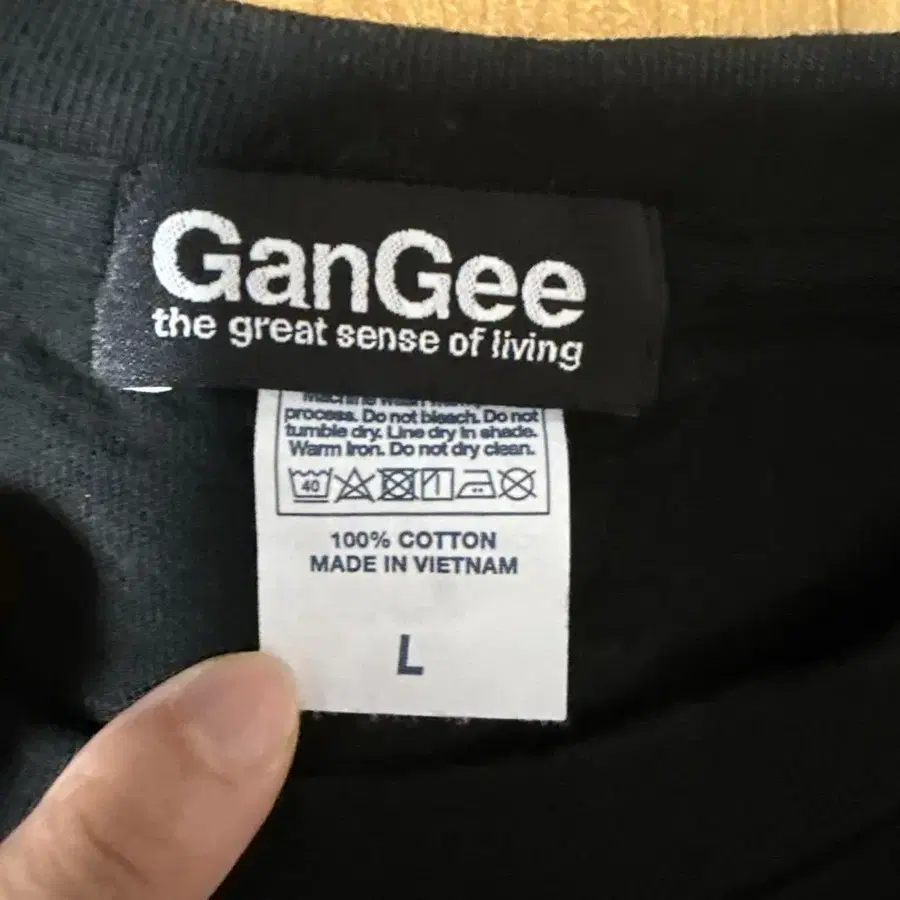 GanGee
the great sense of living
process. Do not bleach. Do not
tumble dry. Line dry in shade.
Warm Iron. Do not dry clean.
40
100% COTTON
MADE IN VIETNAM
L